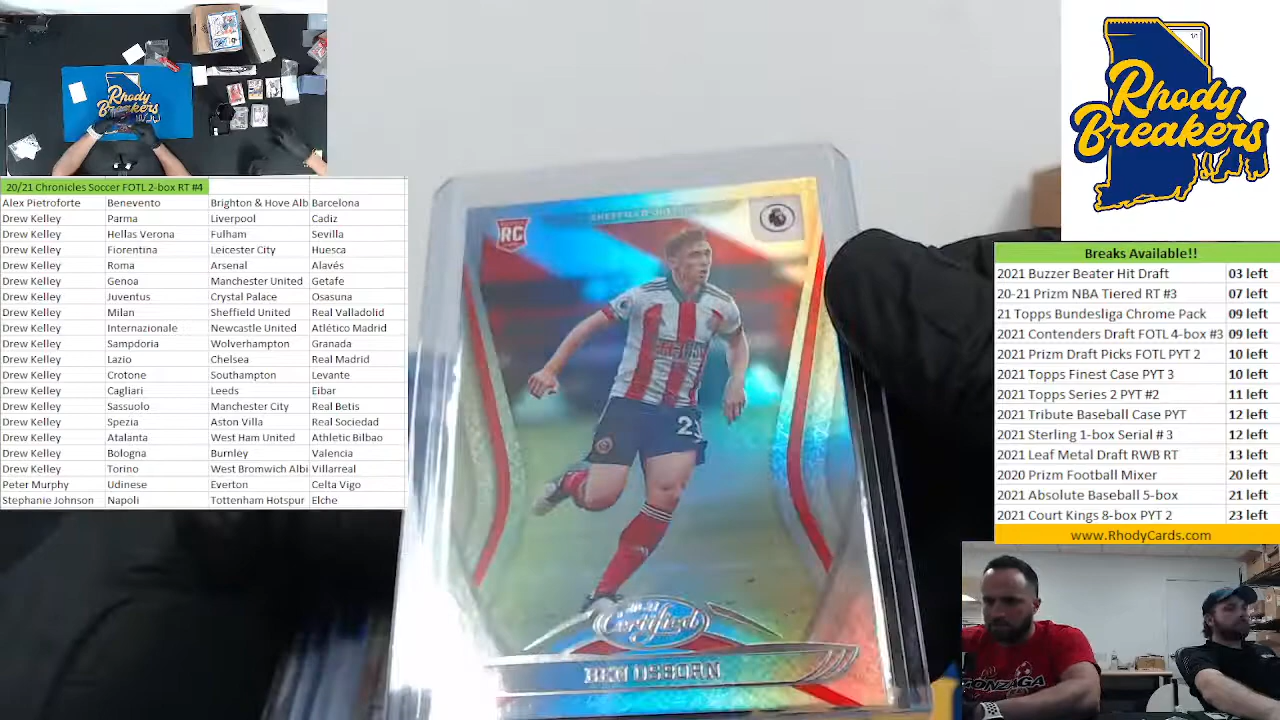 Rhody
Breakers
20/21 Chronicles Soccer FOTL 2-box RT #4
Alex Pietroforte Benevento Brighton & Hove Alb Barcelona
Drew Kelley Parma Liverpool Cadiz
Drew Kelley Hellas Verona Fulham Sevilla
Drew Kelley Fiorentina Leicester City Huesca
Drew Kelley Roma Arsenal Alavés
Drew Kelley Genoa Manchester United Getafe
Drew Kelley Juventus Crystal Palace Osasuna
Drew Kelley Milan Sheffield United Real Valladolid
Drew Kelley Internazionale Newcastle United Atlético Madrid
Drew Kelley Sampdoria Wolverhampton Granada
Drew Kelley Lazio Chelsea Real Madrid
Drew Kelley Crotone Southampton Levante
Drew Kelley Cagliari Leeds Eibar
Drew Kelley Sassuolo Manchester City Real Betis
Drew Kelley Spezia Aston Villa Real Sociedad
Drew Kelley Atalanta West Ham United Athletic Bilbao
Drew Kelley Bologna Burnley Valencia
Drew Kelley Torino West Bromwich Albi Villarreal
Peter Murphy Udinese Everton Celta Vigo
Stephanie Johnson Napoli Tottenham Hotspur Elche
RC
Certified
BEN OSBORN
Rhody
Breakers
Breaks Available!!
2021 Buzzer Beater Hit Draft 03 left
20-21 Prizm NBA Tiered RT #3 07 left
21 Topps Bundesliga Chrome Pack 09 left
2021 Contenders Draft FOTL 4-box #3 09 left
2021 Prizm Draft Picks FOTL PYT 2 10 left
2021 Topps Finest Case PYT 3 10 left
2021 Topps Series 2 PYT #2 11 left
2021 Tribute Baseball Case PYT 12 left
2021 Sterling 1-box Serial # 3 12 left
2021 Leaf Metal Draft RWB RT 13 left
2020 Prizm Football Mixer 20 left
2021 Absolute Baseball 5-box 21 left
2021 Court Kings 8-box PYT 2 23 left
www.RhodyCards.com
GONZAGA